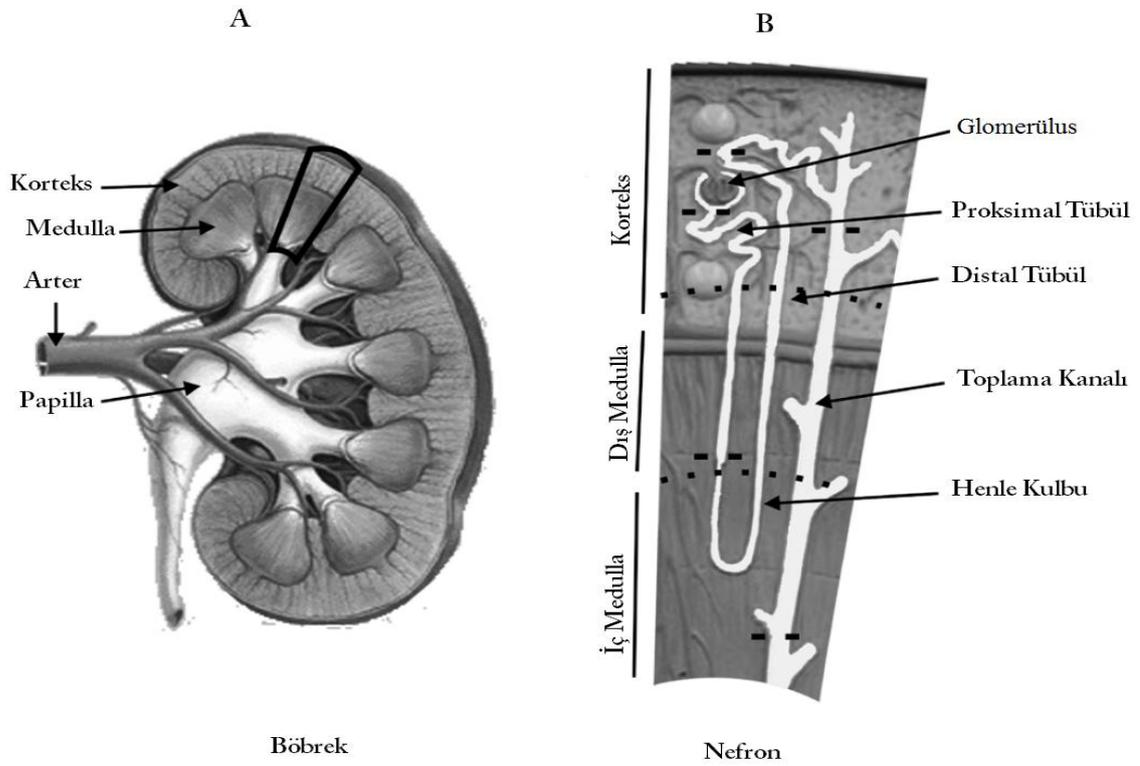 A
B
Korteks
Medulla
Arter
Papilla
Böbrek
Korteks
Dış Medulla
İç Medulla
Glomerülus
Proksimal Tübül
Distal Tübül
Toplama Kanalı
Henle Kulbu
Nefron